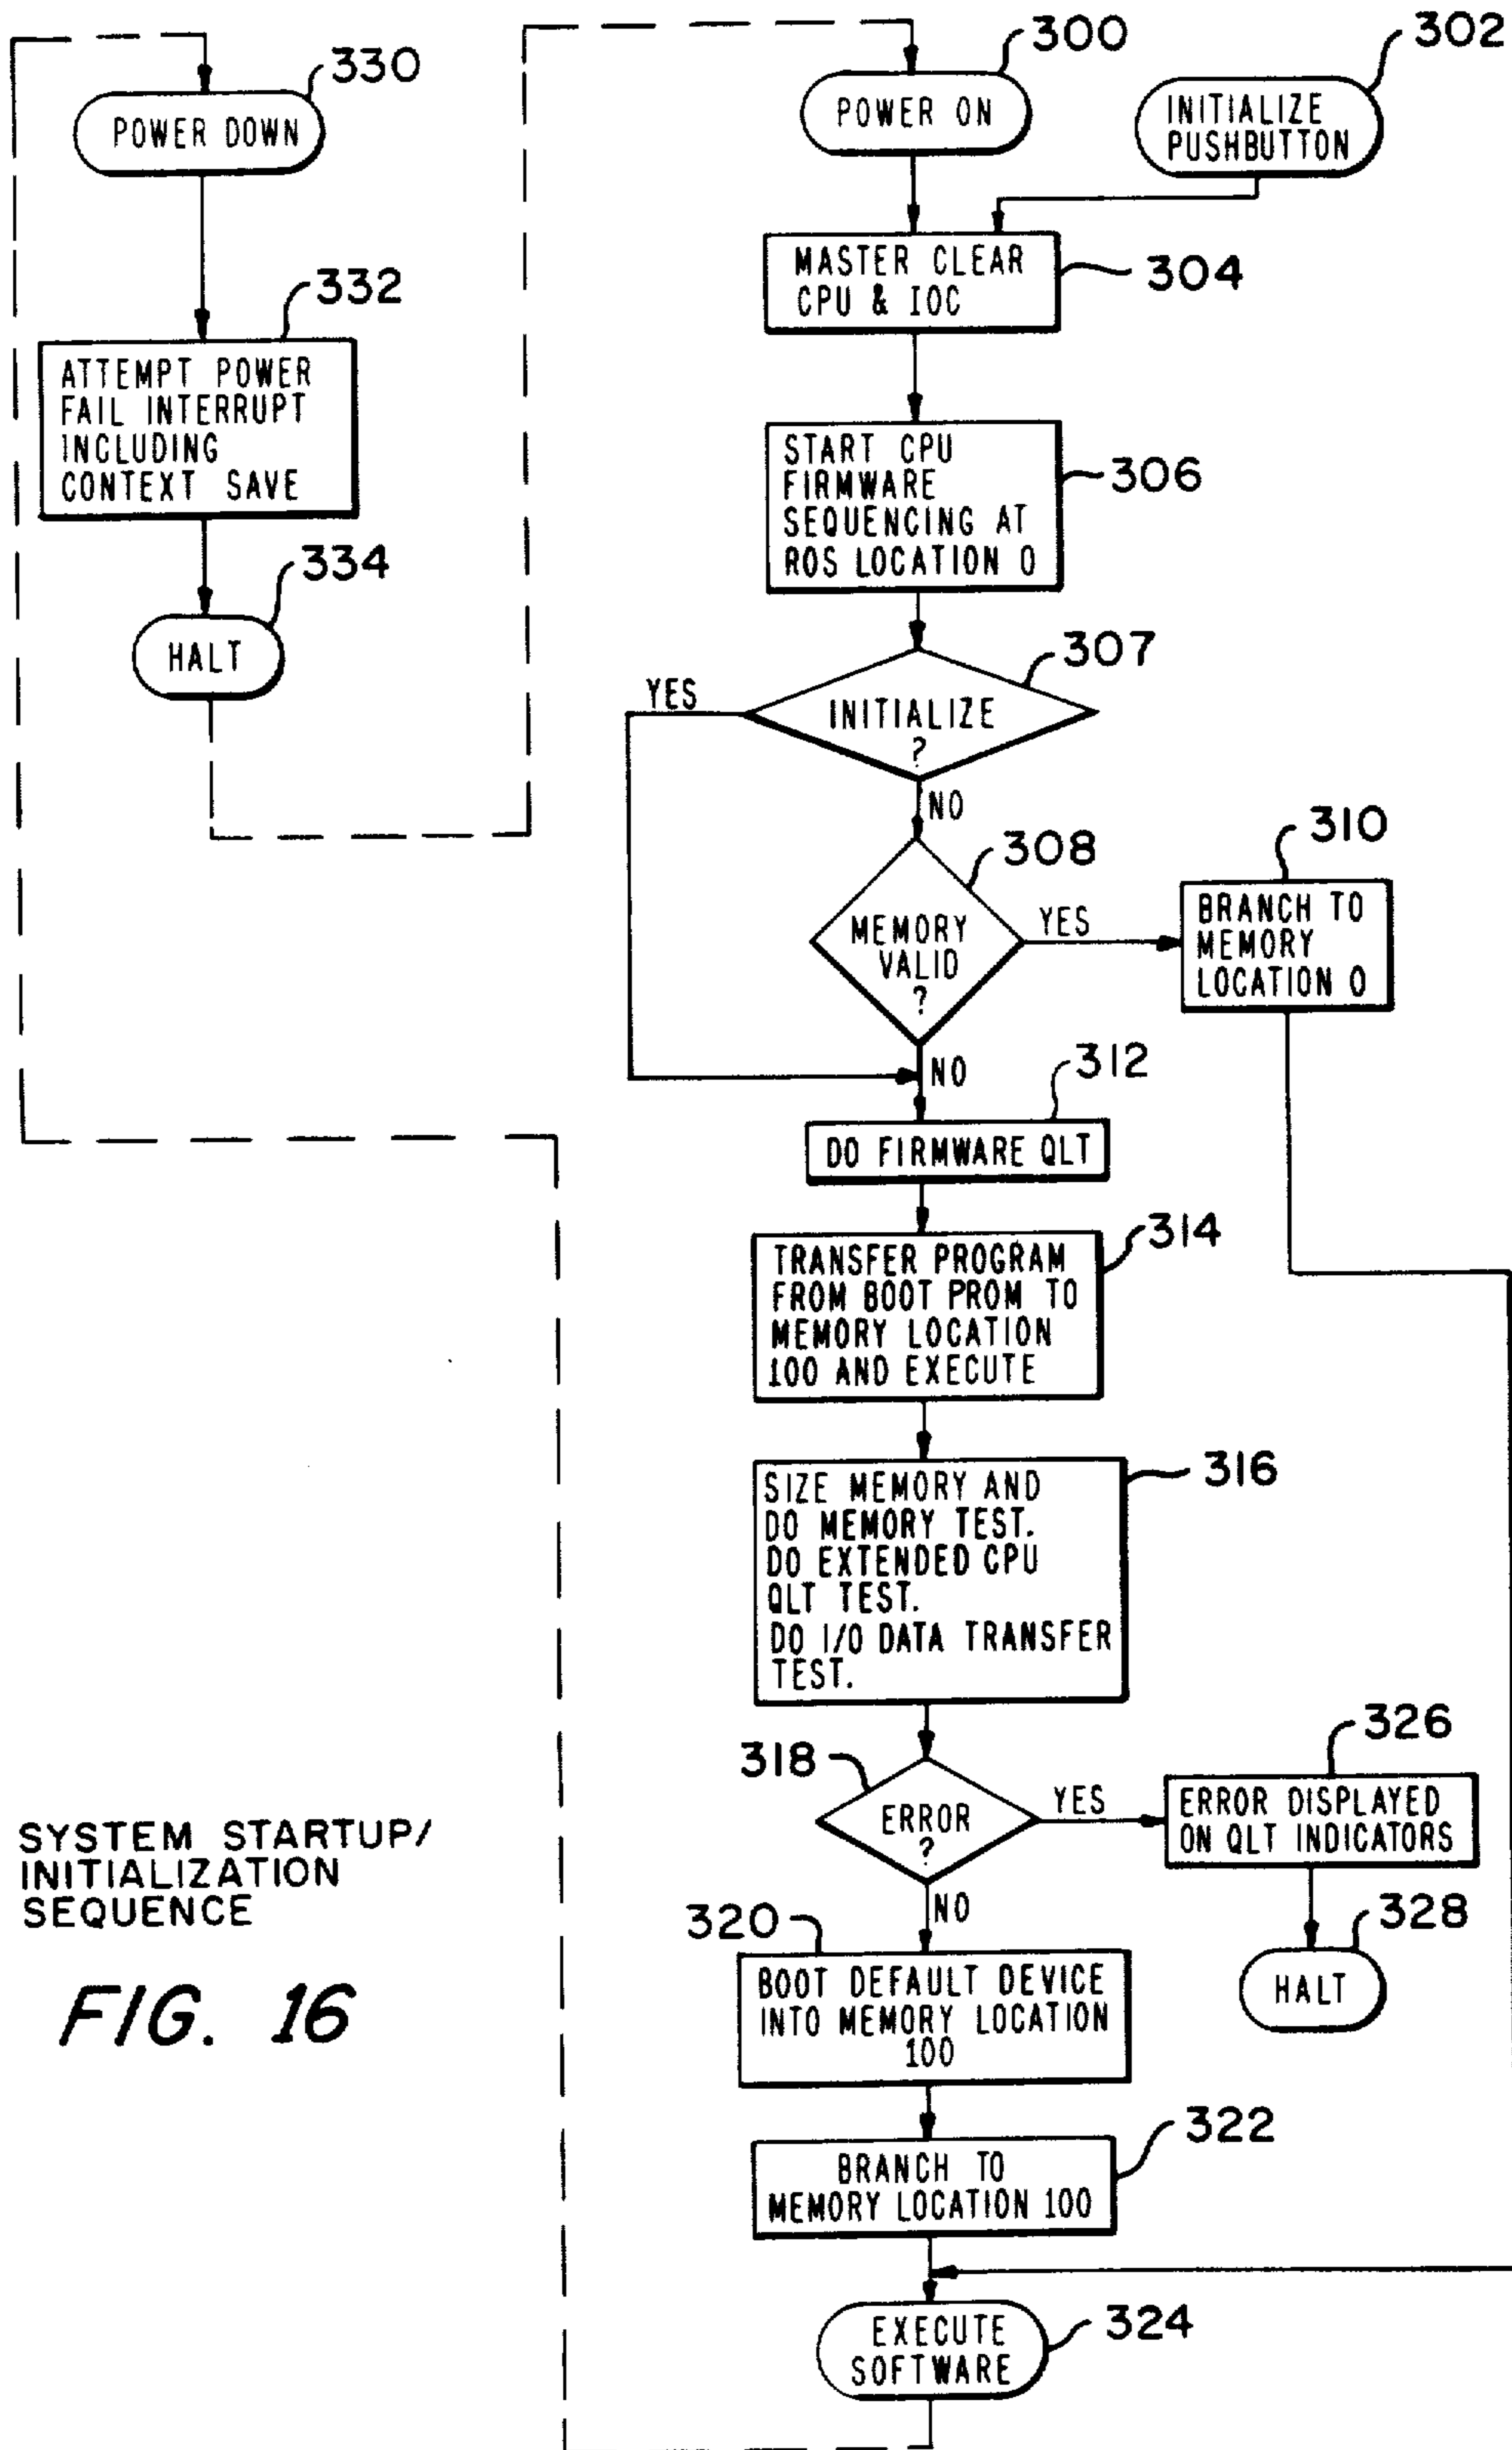 330
POWER DOWN
332
ATTEMPT POWER
FAIL INTERRUPT
INCLUDING
CONTEXT SAVE
334
HALT
300
POWER ON
302
INITIALIZE
PUSHBUTTON
MASTER CLEAR
CPU & IOC
304
START CPU
FIRMWARE
SEQUENCING AT
ROS LOCATION 0
306
307
INITIALIZE
?
YES
NO
308
MEMORY
VALID
?
YES
310
BRANCH TO
MEMORY
LOCATION 0
NO
312
DO FIRMWARE QLT
314
TRANSFER PROGRAM
FROM BOOT PROM TO
MEMORY LOCATION
100 AND EXECUTE
316
SIZE MEMORY AND
DO MEMORY TEST.
DO EXTENDED CPU
QLT TEST.
DO I/O DATA TRANSFER
TEST.
318
ERROR
?
YES
326
ERROR DISPLAYED
ON QLT INDICATORS
328
HALT
NO
320
BOOT DEFAULT DEVICE
INTO MEMORY LOCATION
100
322
BRANCH TO
MEMORY LOCATION 100
324
EXECUTE
SOFTWARE
SYSTEM STARTUP/
INITIALIZATION
SEQUENCE
FIG. 16